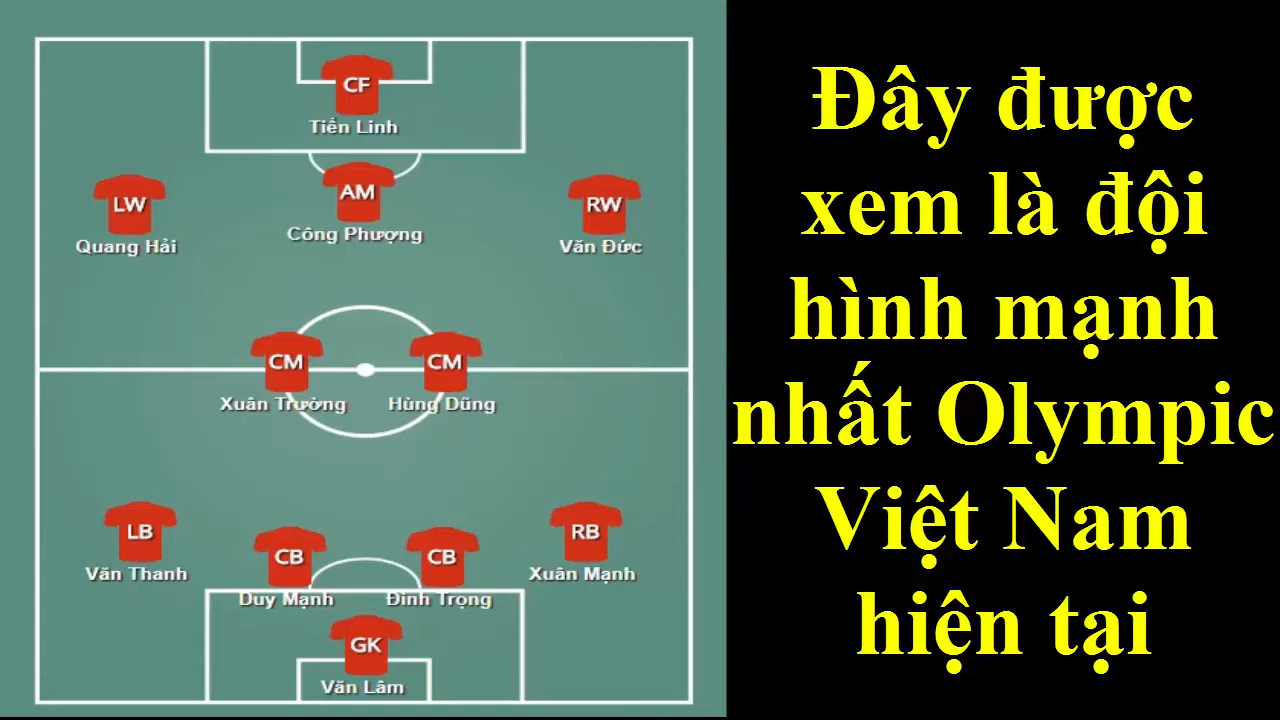 CF
Tiến Linh
LW
AM
RW
Quang Hải
Công Phượng
Văn Đức
CM
CM
Xuân Trường
Hùng Dũng
LB
CB
CB
RB
Văn Thanh
Duy Mạnh
Đình Trọng
Xuân Mạnh
GK
Văn Lâm
Đây được
xem là đội
hình mạnh
nhất Olympic
Việt Nam
hiện tại